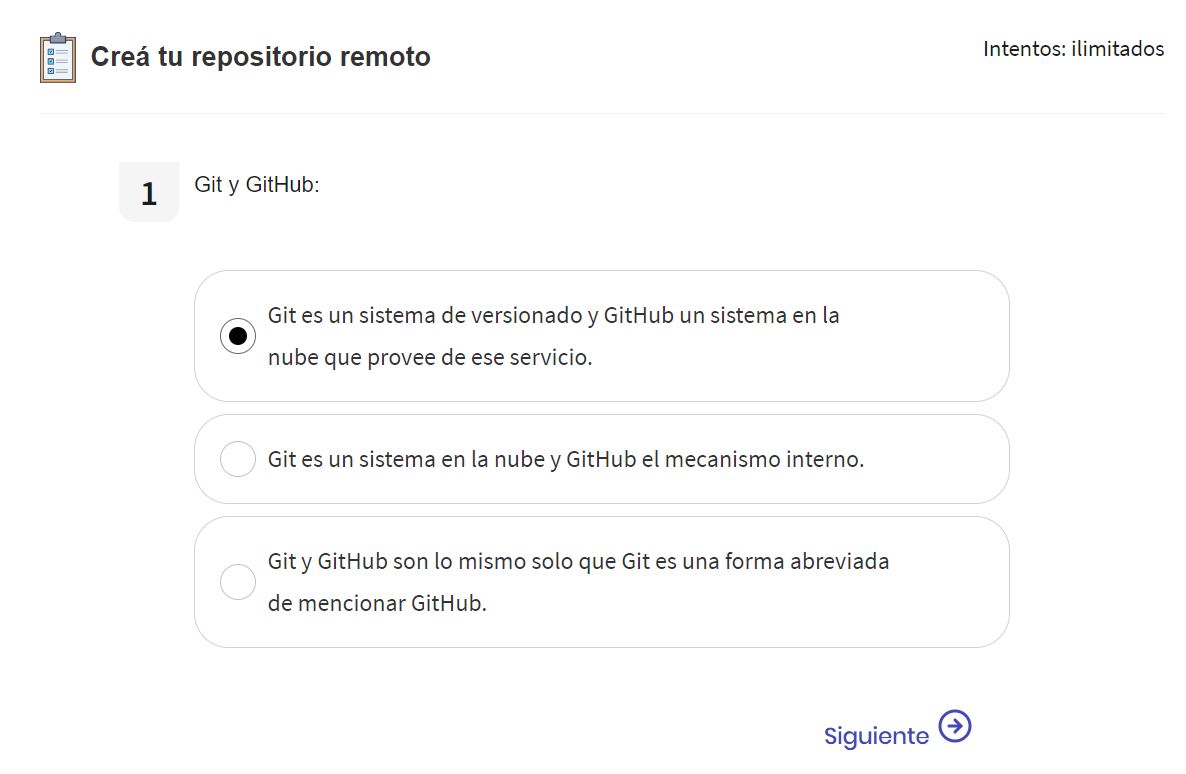 Creá tu repositorio remoto
Intentos: ilimitados
1
Git y GitHub:
Git es un sistema de versionado y GitHub un sistema en la
nube que provee de ese servicio.
Git es un sistema en la nube y GitHub el mecanismo interno.
Git y GitHub son lo mismo solo que Git es una forma abreviada
de mencionar GitHub.
Siguiente